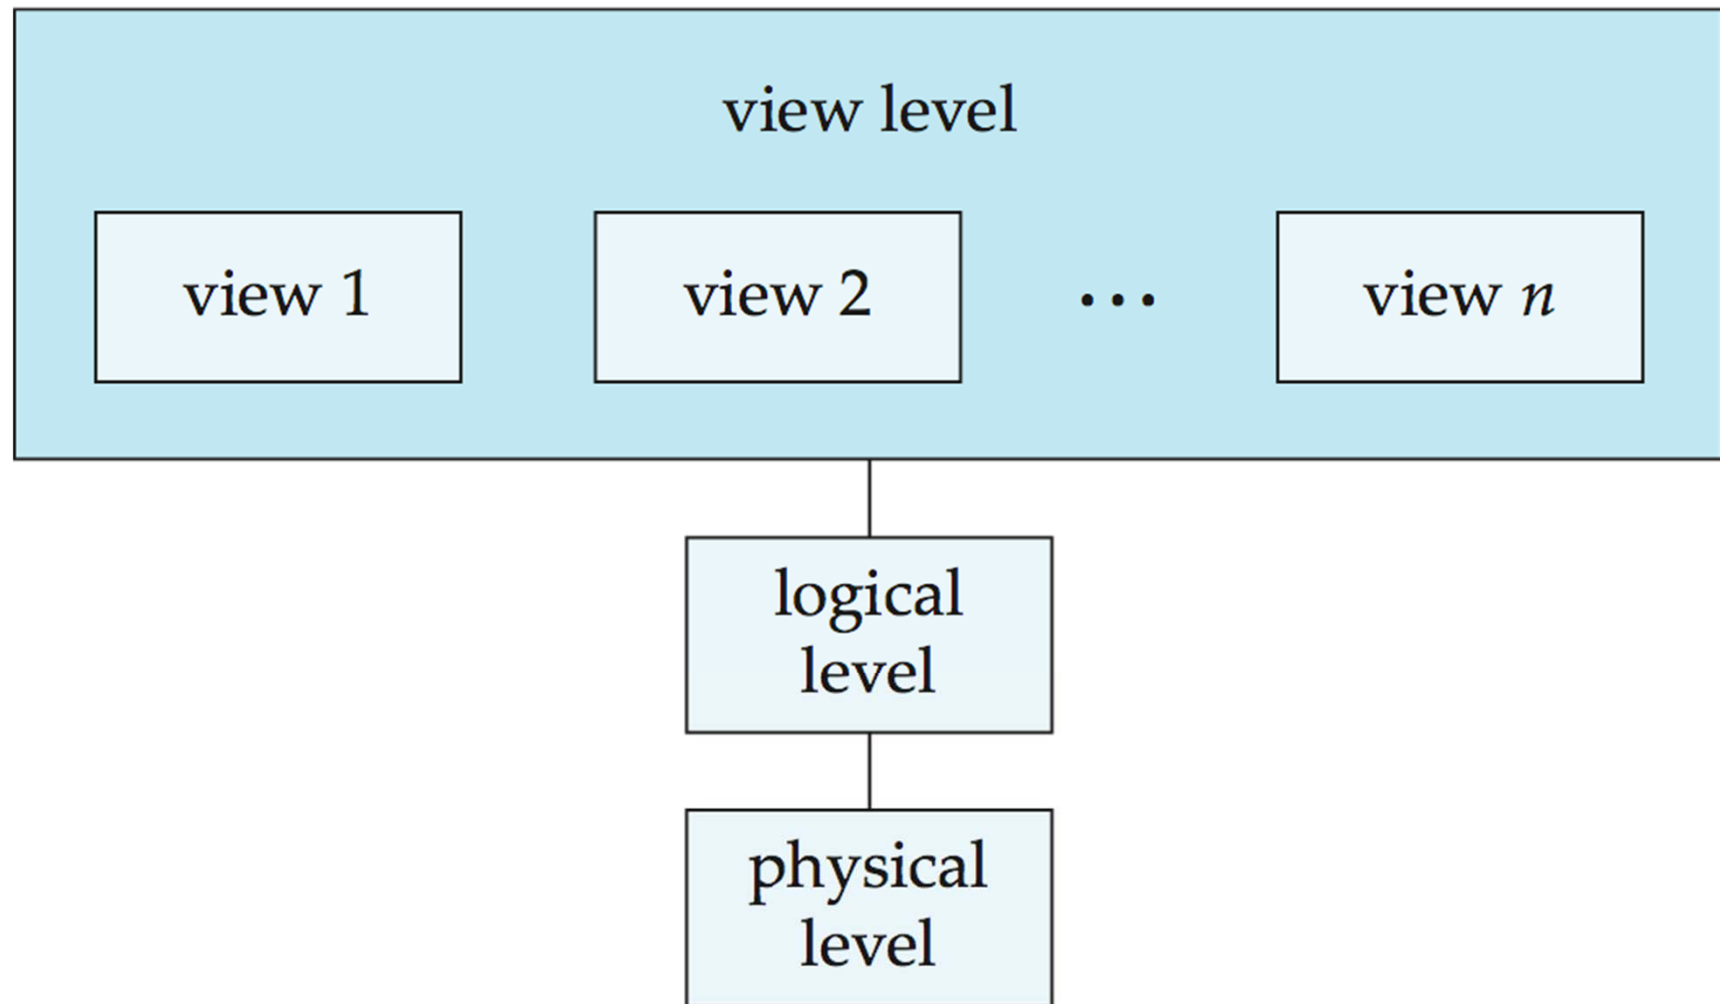 view level
view 1 view 2 ... view n
logical
level
physical
level